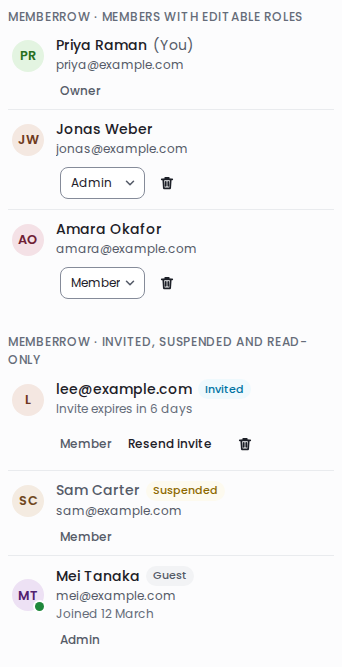 MEMBERROW · MEMBERS WITH EDITABLE ROLES
PR
Priya Raman (You)
priya@example.com
Owner
JW
Jonas Weber
jonas@example.com
Admin
AO
Amara Okafor
amara@example.com
Member
MEMBERROW · INVITED, SUSPENDED AND READ-
ONLY
L
lee@example.com Invited
Invite expires in 6 days
Member Resend invite
SC
Sam Carter Suspended
sam@example.com
Member
MT
Mei Tanaka Guest
mei@example.com
Joined 12 March
Admin